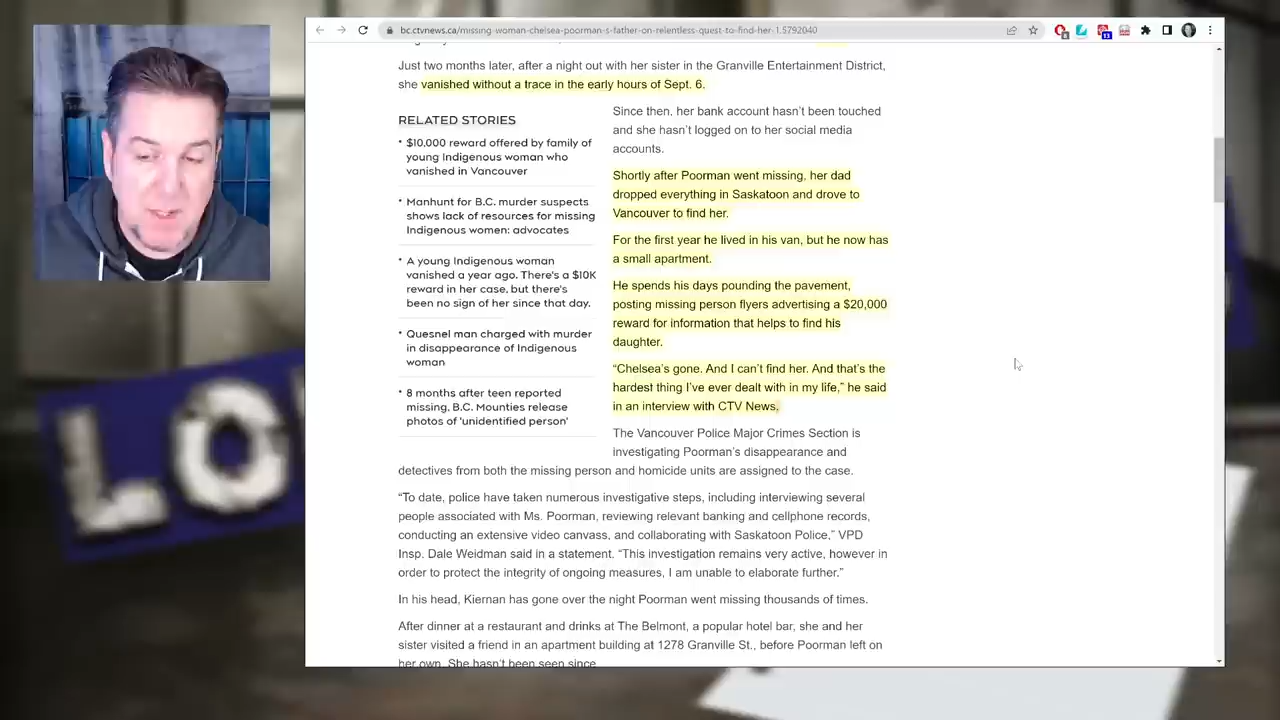 bc.ctvnews.ca/missing-woman-chelsea-poorman-s-father-on-relentless-quest-to-find-her-1.5792040
Just two months later, after a night out with her sister in the Granville Entertainment District,
she vanished without a trace in the early hours of Sept. 6.
RELATED STORIES
$10,000 reward offered by family of
young Indigenous woman who
vanished in Vancouver
Manhunt for B.C. murder suspects
shows lack of resources for missing
Indigenous women: advocates
A young Indigenous woman
vanished a year ago. There's a $10K
reward in her case, but there's
been no sign of her since that day.
Quesnel man charged with murder
in disappearance of Indigenous
woman
8 months after teen reported
missing, B.C. Mounties release
photos of 'unidentified person'
Since then, her bank account hasn't been touched
and she hasn't logged on to her social media
accounts.
Shortly after Poorman went missing, her dad
dropped everything in Saskatoon and drove to
Vancouver to find her.
For the first year he lived in his van, but he now has
a small apartment.
He spends his days pounding the pavement,
posting missing person flyers advertising a $20,000
reward for information that helps to find his
daughter.
“Chelsea's gone. And I can't find her. And that's the
hardest thing I've ever dealt with in my life,” he said
in an interview with CTV News.
The Vancouver Police Major Crimes Section is
investigating Poorman's disappearance and
detectives from both the missing person and homicide units are assigned to the case.
“To date, police have taken numerous investigative steps, including interviewing several
people associated with Ms. Poorman, reviewing relevant banking and cellphone records,
conducting an extensive video canvass, and collaborating with Saskatoon Police,” VPD
Insp. Dale Weidman said in a statement. “This investigation remains very active, however in
order to protect the integrity of ongoing measures, I am unable to elaborate further.”
In his head, Kiernan has gone over the night Poorman went missing thousands of times.
After dinner at a restaurant and drinks at The Belmont, a popular hotel bar, she and her
sister visited a friend in an apartment building at 1278 Granville St., before Poorman left on
her own. She hasn't been seen since
LO